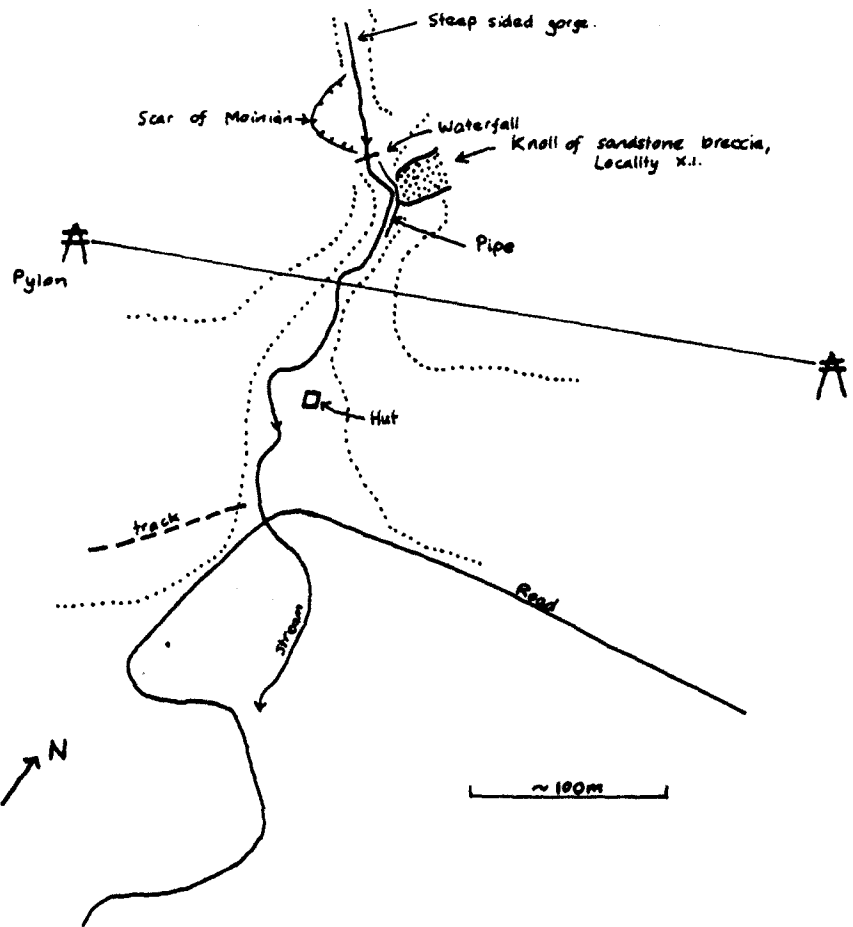 Steep sided gorge.
Scar of Moinian
Waterfall
Knoll of sandstone breccia,
Locality X.1.
Pipe
Pylon
Hut
track
Road
Stream
N
~ 100m